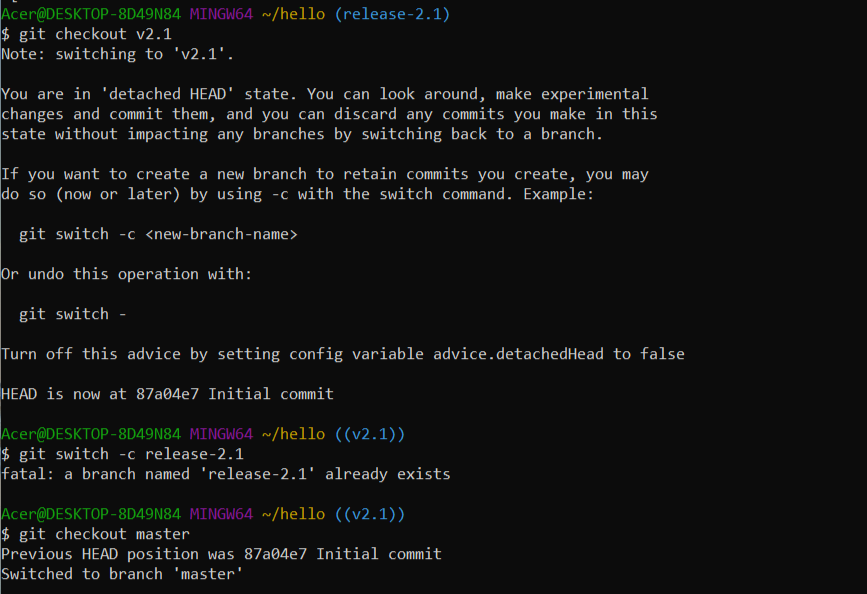 Acer@DESKTOP-8D49N84 MINGW64 ~/hello (release-2.1)
$ git checkout v2.1
Note: switching to 'v2.1'.

You are in 'detached HEAD' state. You can look around, make experimental
changes and commit them, and you can discard any commits you make in this
state without impacting any branches by switching back to a branch.

If you want to create a new branch to retain commits you create, you may
do so (now or later) by using -c with the switch command. Example:

  git switch -c <new-branch-name>

Or undo this operation with:

  git switch -

Turn off this advice by setting config variable advice.detachedHead to false

HEAD is now at 87a04e7 Initial commit

Acer@DESKTOP-8D49N84 MINGW64 ~/hello ((v2.1))
$ git switch -c release-2.1
fatal: a branch named 'release-2.1' already exists

Acer@DESKTOP-8D49N84 MINGW64 ~/hello ((v2.1))
$ git checkout master
Previous HEAD position was 87a04e7 Initial commit
Switched to branch 'master'